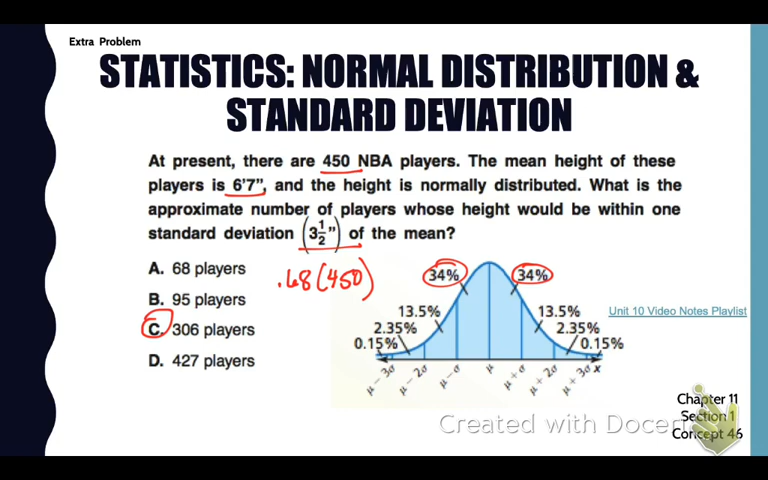 Extra Problem
STATISTICS: NORMAL DISTRIBUTION &
STANDARD DEVIATION
At present, there are 450 NBA players. The mean height of these
players is 6'7”, and the height is normally distributed. What is the
approximate number of players whose height would be within one
standard deviation (3 1/2”) of the mean?
A. 68 players
.68(450)
B. 95 players
C. 306 players
D. 427 players
34% 34%
13.5% 13.5%
2.35% 2.35%
0.15% 0.15%
μ − 3σ μ − 2σ μ − σ μ μ + σ μ + 2σ μ + 3σ x
Unit 10 Video Notes Playlist
Chapter 11
Section 1
Concept 46
Created with Doce